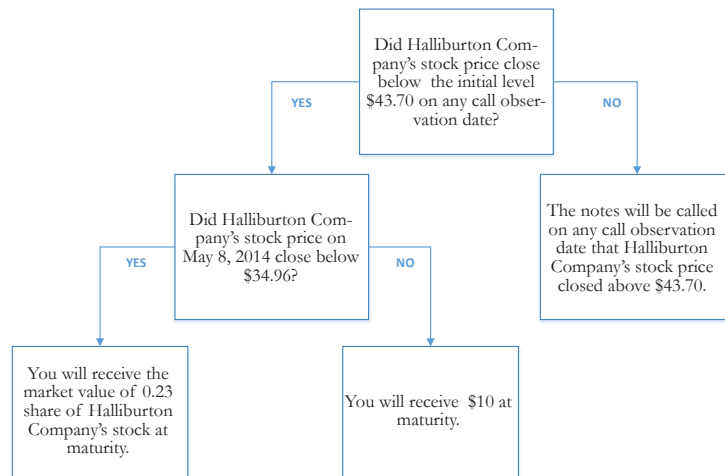 Did Halliburton Com-
pany's stock price close
below the initial level
$43.70 on any call obser-
vation date?
YES
NO
Did Halliburton Com-
pany's stock price on
May 8, 2014 close below
$34.96?
The notes will be called
on any call observation
date that Halliburton
Company's stock price
closed above $43.70.
YES
NO
You will receive the
market value of 0.23
share of Halliburton
Company's stock at
maturity.
You will receive $10 at
maturity.